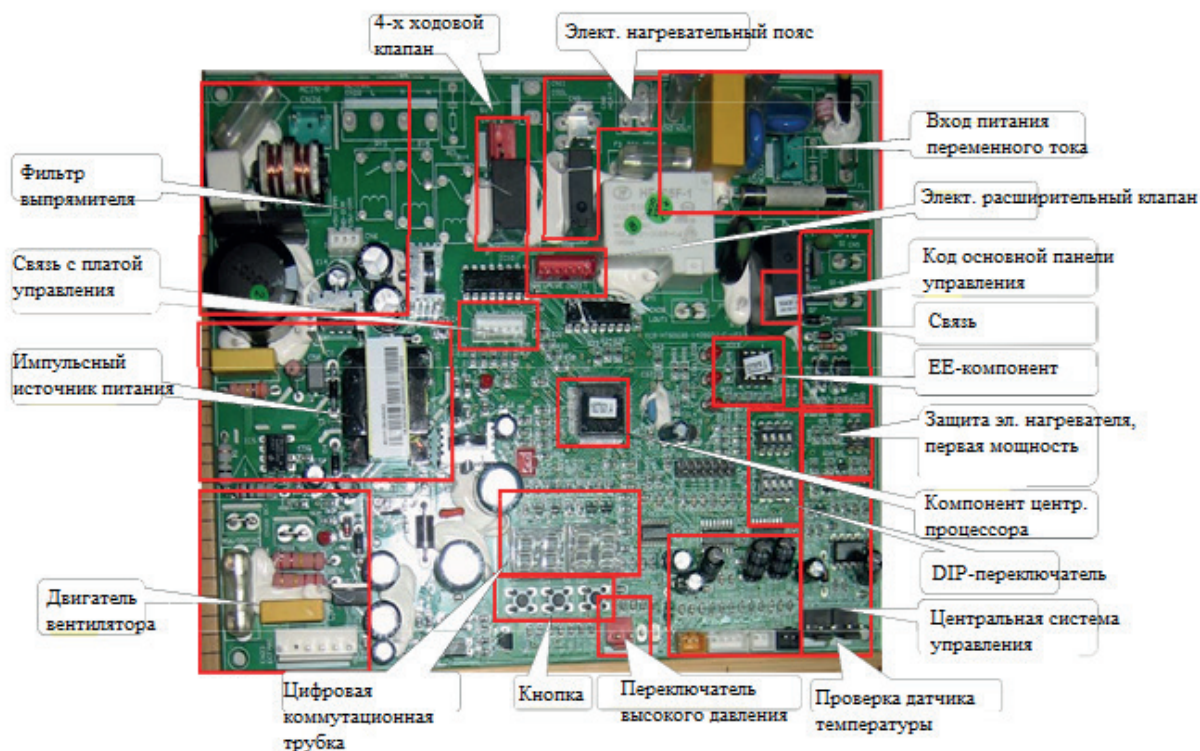 4-х ходовой
клапан
Элект. нагревательный пояс
Вход питания
переменного тока
Фильтр
выпрямителя
Элект. расширительный клапан
Связь с платой
управления
Код основной панели
управления
Связь
Импульсный
источник питания
ЕЕ-компонент
Защита эл. нагревателя,
первая мощность
Компонент центр.
процессора
DIP-переключатель
Двигатель
вентилятора
Центральная система
управления
Цифровая
коммутационная
трубка
Кнопка
Переключатель
высокого давления
Проверка датчика
температуры